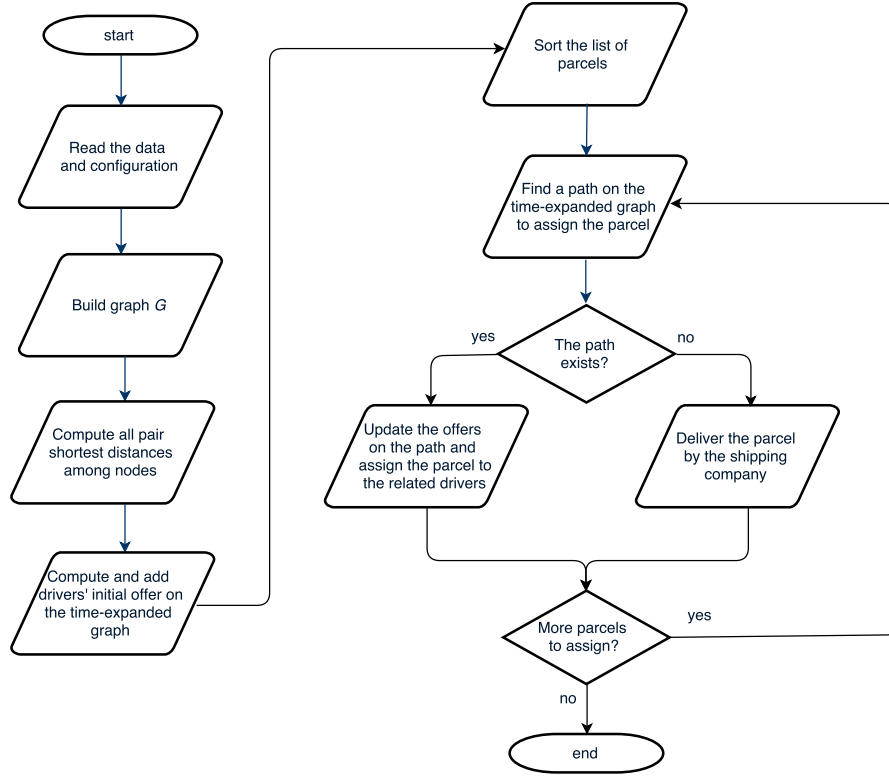 start
Read the data
and configuration
Build graph G
Compute all pair
shortest distances
among nodes
Compute and add
drivers' initial offer on
the time-expanded
graph
Sort the list of
parcels
Find a path on the
time-expanded graph
to assign the parcel
The path
exists?
yes
no
Update the offers
on the path and
assign the parcel to
the related drivers
Deliver the parcel
by the shipping
company
More parcels
to assign?
yes
no
end